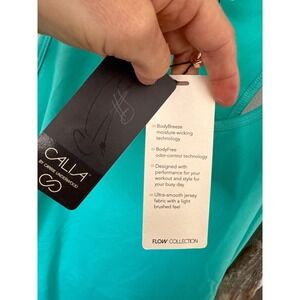 CALLA
BY CARRIE UNDERWOOD
BodyBreeze
moisture-wicking
technology
BodyFree
odor-control technology
Designed with
performance for your
workout and style for
your busy day
Ultra-smooth jersey
fabric with a light
brushed feel
FLOW COLLECTION